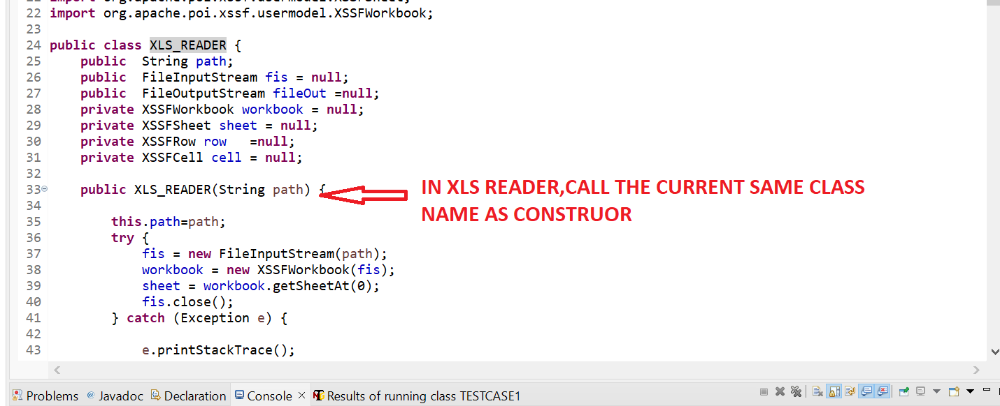 22 import org.apache.poi.xssf.usermodel.XSSFWorkbook;
23
24 public class XLS_READER {
25     public  String path;
26     public  FileInputStream fis = null;
27     public  FileOutputStream fileOut =null;
28     private XSSFWorkbook workbook = null;
29     private XSSFSheet sheet = null;
30     private XSSFRow row   =null;
31     private XSSFCell cell = null;
32
33     public XLS_READER(String path) {
IN XLS READER,CALL THE CURRENT SAME CLASS
NAME AS CONSTRUOR
34
35         this.path=path;
36         try {
37             fis = new FileInputStream(path);
38             workbook = new XSSFWorkbook(fis);
39             sheet = workbook.getSheetAt(0);
40             fis.close();
41         } catch (Exception e) {
42
43             e.printStackTrace();
Problems @ Javadoc Declaration Console Results of running class TESTCASE1